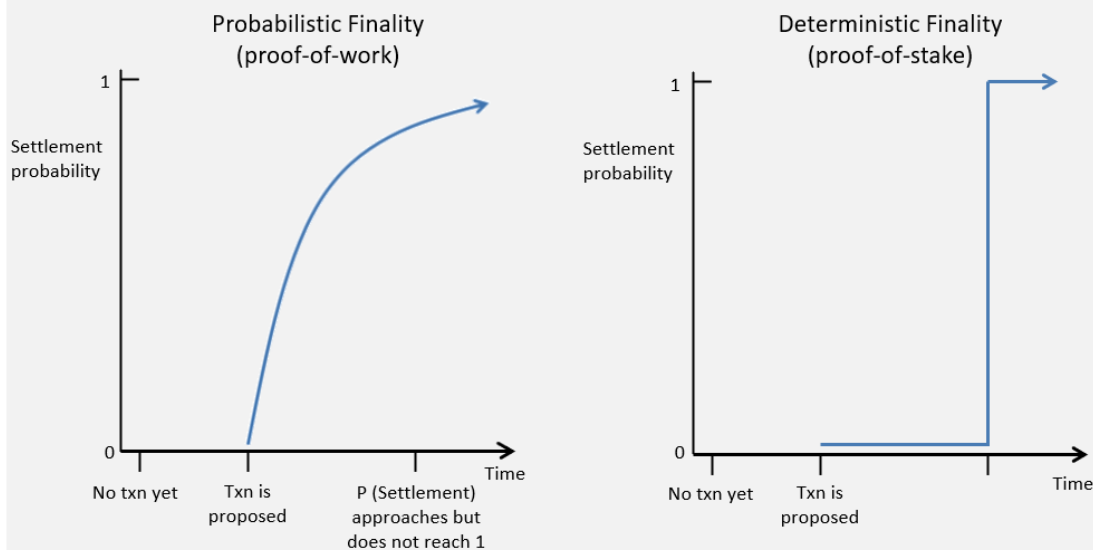 Probabilistic Finality
(proof-of-work)
1
Settlement
probability
0
Time
No txn yet
Txn is
proposed
P (Settlement)
approaches but
does not reach 1
Deterministic Finality
(proof-of-stake)
1
Settlement
probability
0
Time
No txn yet
Txn is
proposed